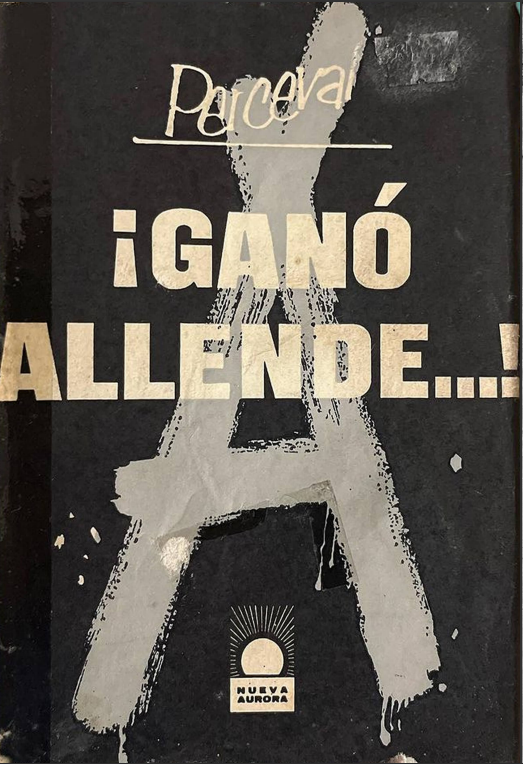 Perceval
¡GANÓ
ALLENDE...!
NUEVA
AURORA